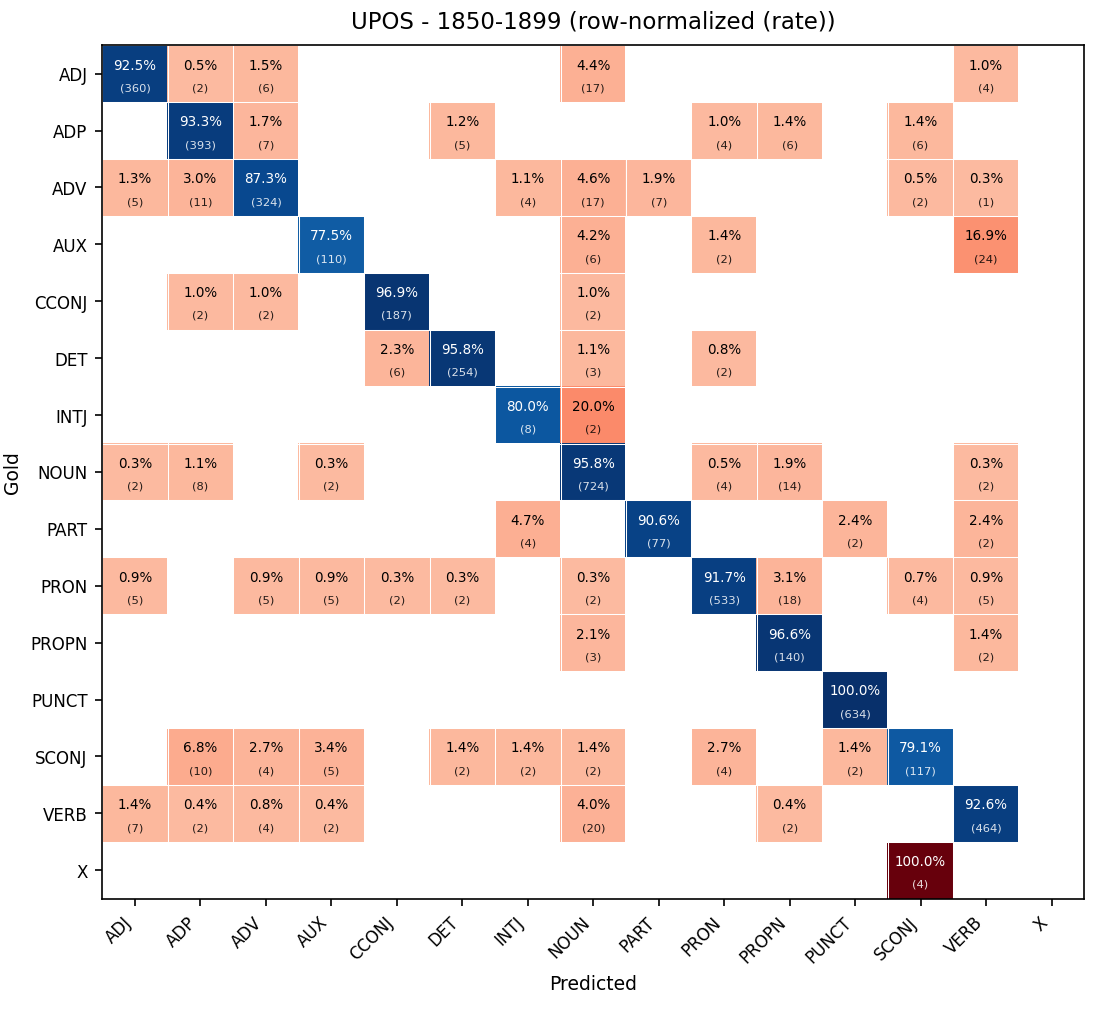 UPOS - 1850-1899 (row-normalized (rate))
ADJ 92.5% 0.5% 1.5% 4.4% 1.0%
(360) (2) (6) (17) (4)
ADP 93.3% 1.7% 1.2% 1.0% 1.4% 1.4%
(393) (7) (5) (4) (6) (6)
ADV 1.3% 3.0% 87.3% 1.1% 4.6% 1.9% 0.5% 0.3%
(5) (11) (324) (4) (17) (7) (2) (1)
AUX 77.5% 4.2% 1.4% 16.9%
(110) (6) (2) (24)
CCONJ 1.0% 1.0% 96.9% 1.0%
(2) (2) (187) (2)
DET 2.3% 95.8% 1.1% 0.8%
(6) (254) (3) (2)
INTJ 80.0% 20.0%
(8) (2)
NOUN 0.3% 1.1% 0.3% 95.8% 0.5% 1.9% 0.3%
(2) (8) (2) (724) (4) (14) (2)
PART 4.7% 90.6% 2.4% 2.4%
(4) (77) (2) (2)
PRON 0.9% 0.9% 0.9% 0.3% 0.3% 0.3% 91.7% 3.1% 0.7% 0.9%
(5) (5) (5) (2) (2) (2) (533) (18) (4) (5)
PROPN 2.1% 96.6% 1.4%
(3) (140) (2)
PUNCT 100.0%
(634)
SCONJ 6.8% 2.7% 3.4% 1.4% 1.4% 1.4% 2.7% 1.4% 79.1%
(10) (4) (5) (2) (2) (2) (4) (2) (117)
VERB 1.4% 0.4% 0.8% 0.4% 4.0% 0.4% 92.6%
(7) (2) (4) (2) (20) (2) (464)
X 100.0%
(4)
Gold
ADJ ADP ADV AUX CCONJ DET INTJ NOUN PART PRON PROPN PUNCT SCONJ VERB X
Predicted